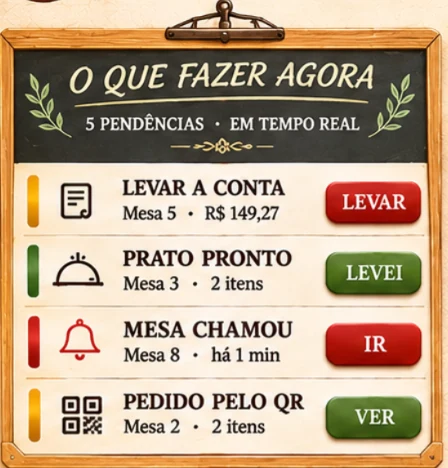 O QUE FAZER AGORA
5 PENDÊNCIAS · EM TEMPO REAL
LEVAR A CONTA
Mesa 5 · R$ 149,27
LEVAR
PRATO PRONTO
Mesa 3 · 2 itens
LEVEI
MESA CHAMOU
Mesa 8 · há 1 min
IR
PEDIDO PELO QR
Mesa 2 · 2 itens
VER